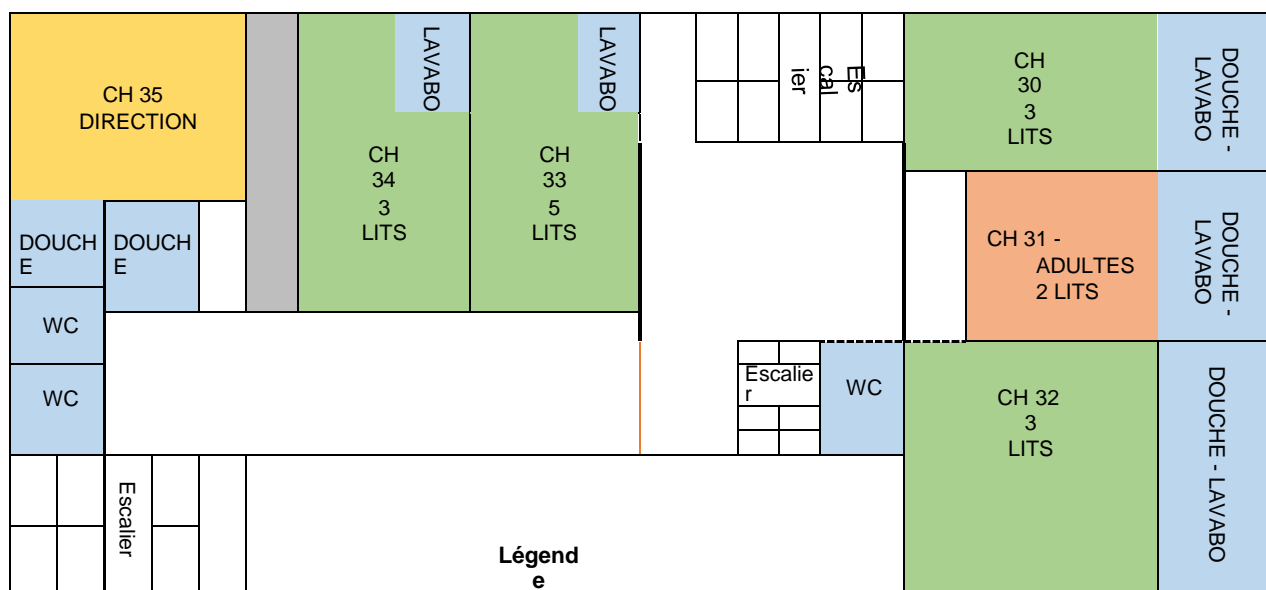 CH 35
DIRECTION
LAVABO
LAVABO
CH
34
3
LITS
CH
33
5
LITS
Es
cal
ier
CH
30
3
LITS
DOUCHE -
LAVABO
DOUCH
E
DOUCH
E
CH 31 -
ADULTES
2 LITS
DOUCHE -
LAVABO
WC
WC
Escalie
r
WC
CH 32
3
LITS
DOUCHE - LAVABO
Escalier
Légend
e